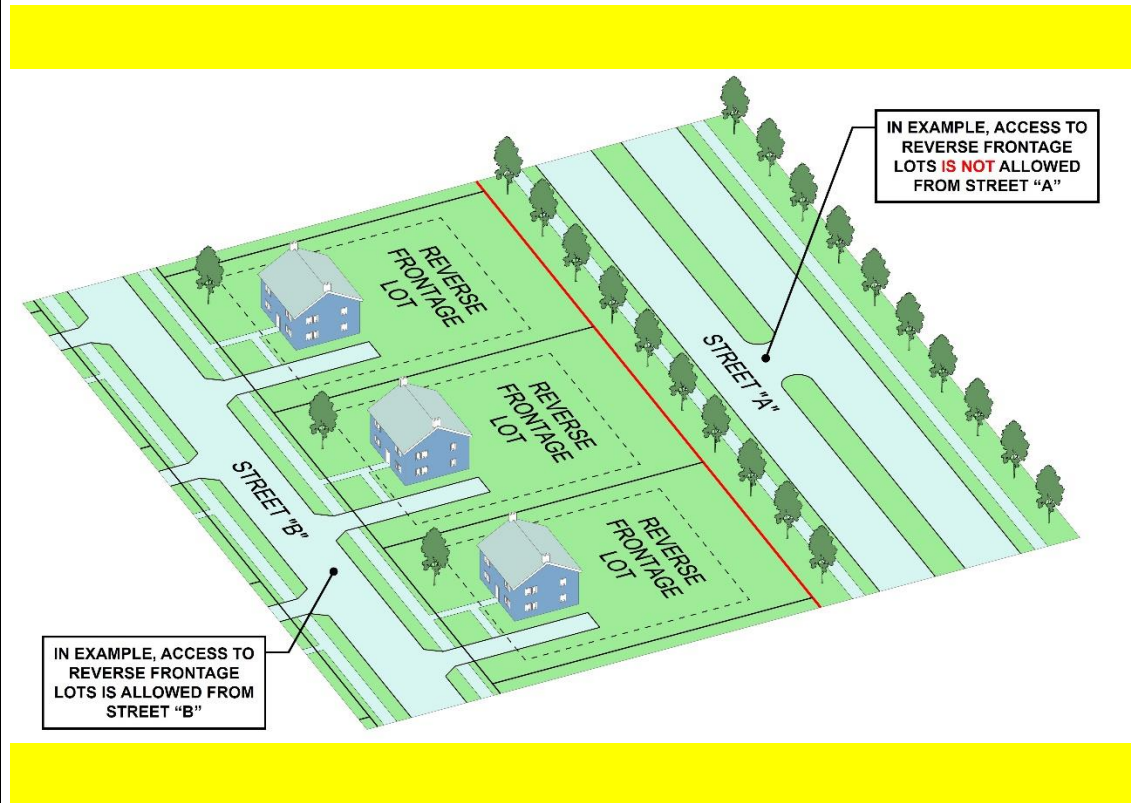 IN EXAMPLE, ACCESS TO
REVERSE FRONTAGE
LOTS IS NOT ALLOWED
FROM STREET “A”
REVERSE
FRONTAGE
LOT
STREET "A"
REVERSE
FRONTAGE
LOT
STREET "B"
REVERSE
FRONTAGE
LOT
IN EXAMPLE, ACCESS TO
REVERSE FRONTAGE
LOTS IS ALLOWED FROM
STREET “B”